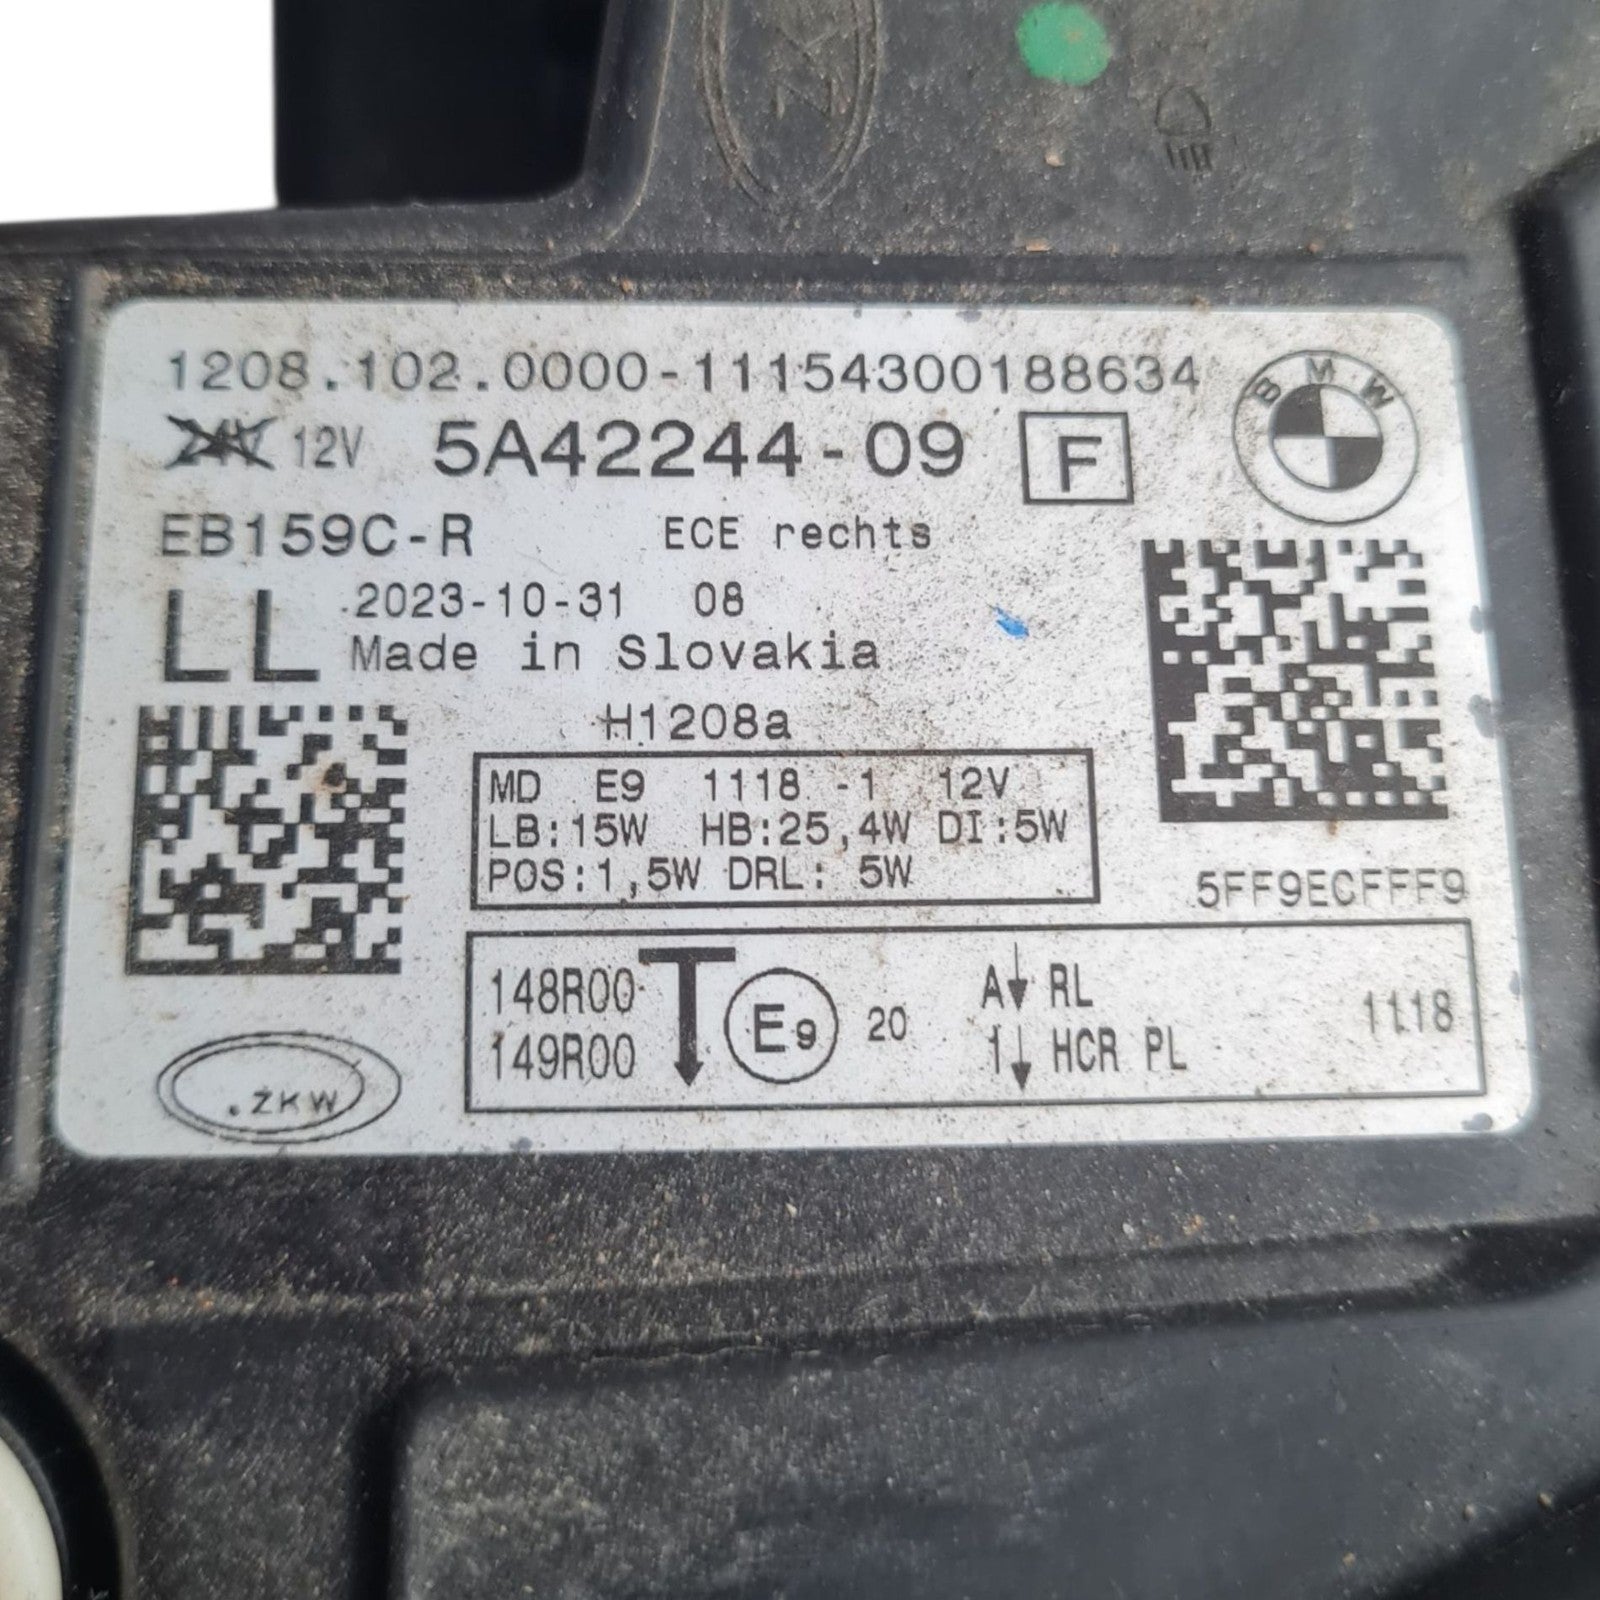 1208.102.0000-11154300188634
24V 12V 5A42244-09 F
BMW
EB159C-R ECE rechts
LL 2023-10-31 08
Made in Slovakia
H1208a
MD E9 1118 -1 12V
LB:15W HB:25,4W DI:5W
POS:1,5W DRL: 5W
5FF9ECFFF9
148R00 T E9 20 A RL 1118
149R00 1 HCR PL
ZKW